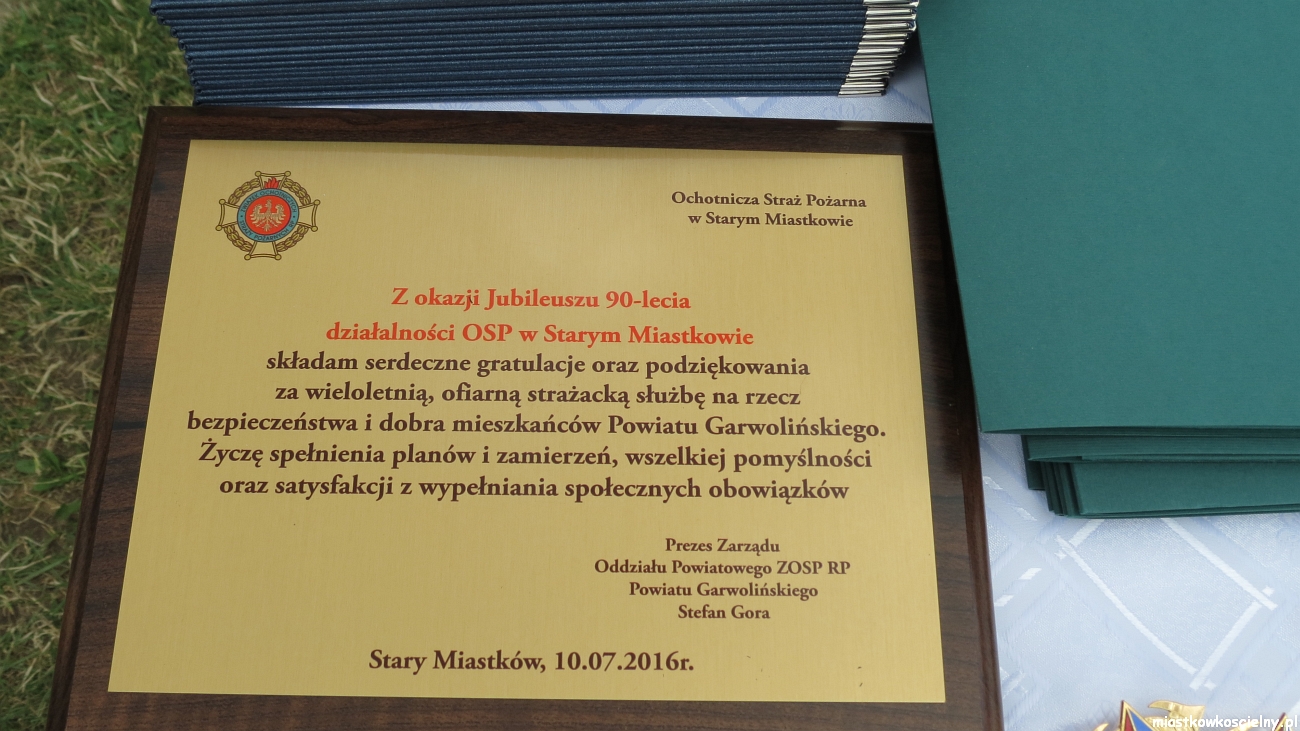 Ochotnicza Straż Pożarna
w Starym Miastkowie
Z okazji Jubileuszu 90-lecia
działalności OSP w Starym Miastkowie
składam serdeczne gratulacje oraz podziękowania
za wieloletnią, ofiarną strażacką służbę na rzecz
bezpieczeństwa i dobra mieszkańców Powiatu Garwolińskiego.
Życzę spełnienia planów i zamierzeń, wszelkiej pomyślności
oraz satysfakcji z wypełniania społecznych obowiązków
Prezes Zarządu
Oddziału Powiatowego ZOSP RP
Powiatu Garwolińskiego
Stefan Gora
Stary Miastków, 10.07.2016r.
miastkowkoscielny.pl